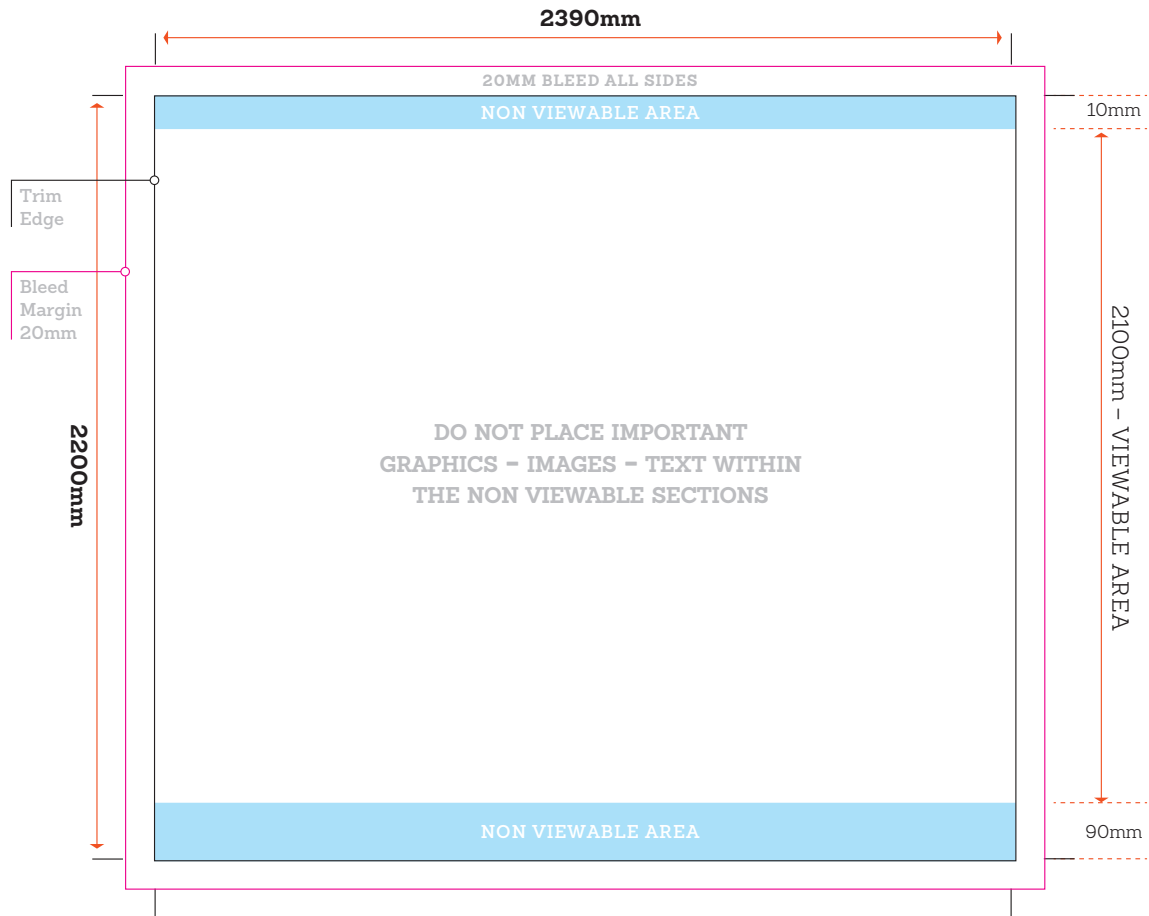 2390mm
20MM BLEED ALL SIDES
NON VIEWABLE AREA
10mm
Trim
Edge
Bleed
Margin
20mm
2200mm
DO NOT PLACE IMPORTANT
GRAPHICS – IMAGES – TEXT WITHIN
THE NON VIEWABLE SECTIONS
2100mm – VIEWABLE AREA
NON VIEWABLE AREA
90mm